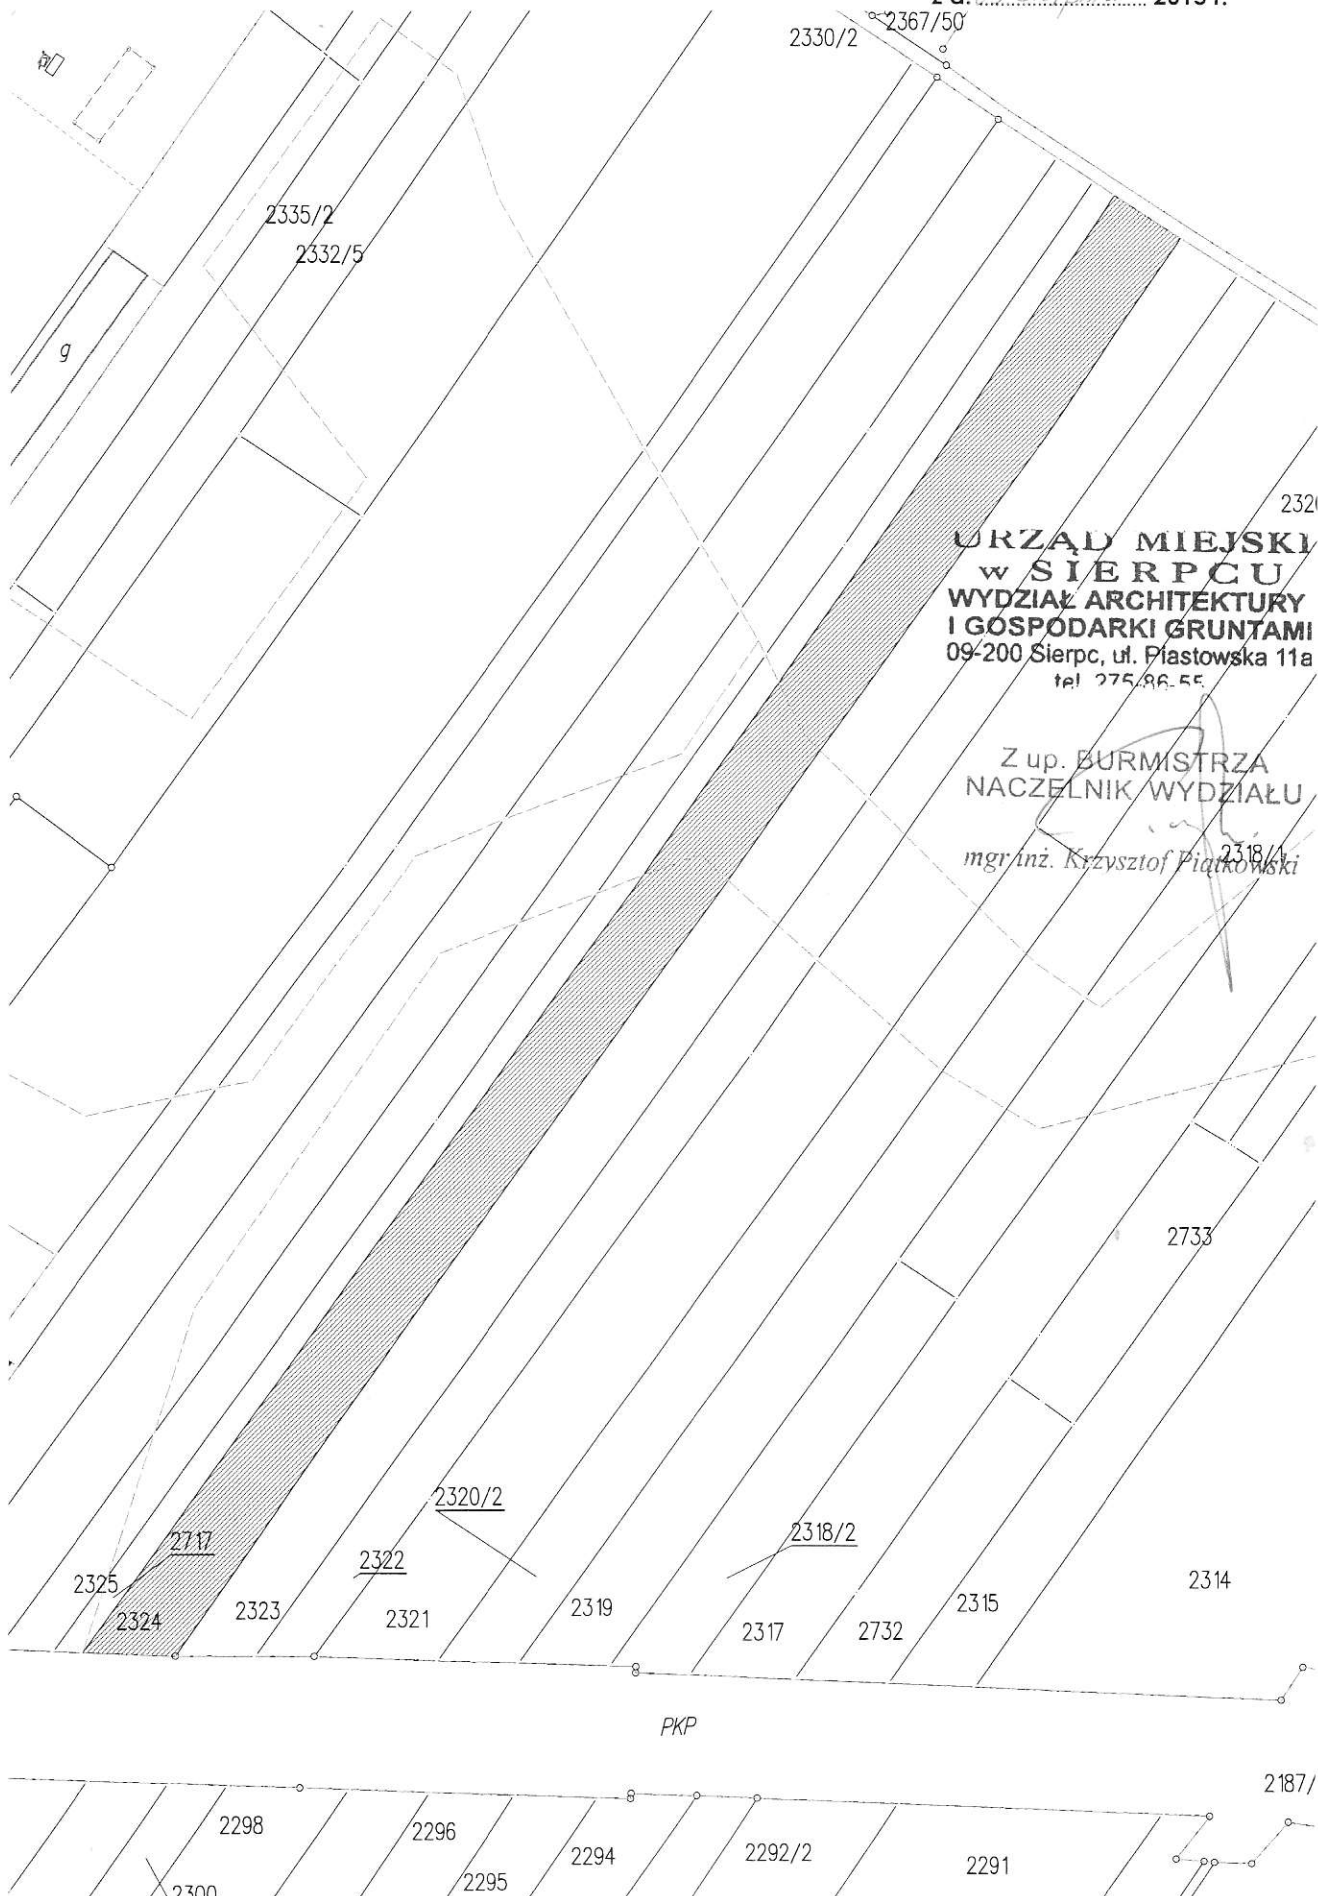 2015 r.
2367/50
2330/2
2335/2
2332/5
g
URZĄD MIEJSKI
w SIERPCU
WYDZIAŁ ARCHITEKTURY
I GOSPODARKI GRUNTAMI
09-200 Sierpc, ul. Piastowska 11a
tel. 275-86-55
Z up. BURMISTRZA
NACZELNIK WYDZIAŁU
2318/1
mgr inż. Krzysztof Piątkowski
2733
2320/2
2717
2322
2318/2
2325
2324
2323
2321
2319
2317
2732
2315
2314
PKP
2187/
2298
2296
2294
2292/2
2291
2295
2300